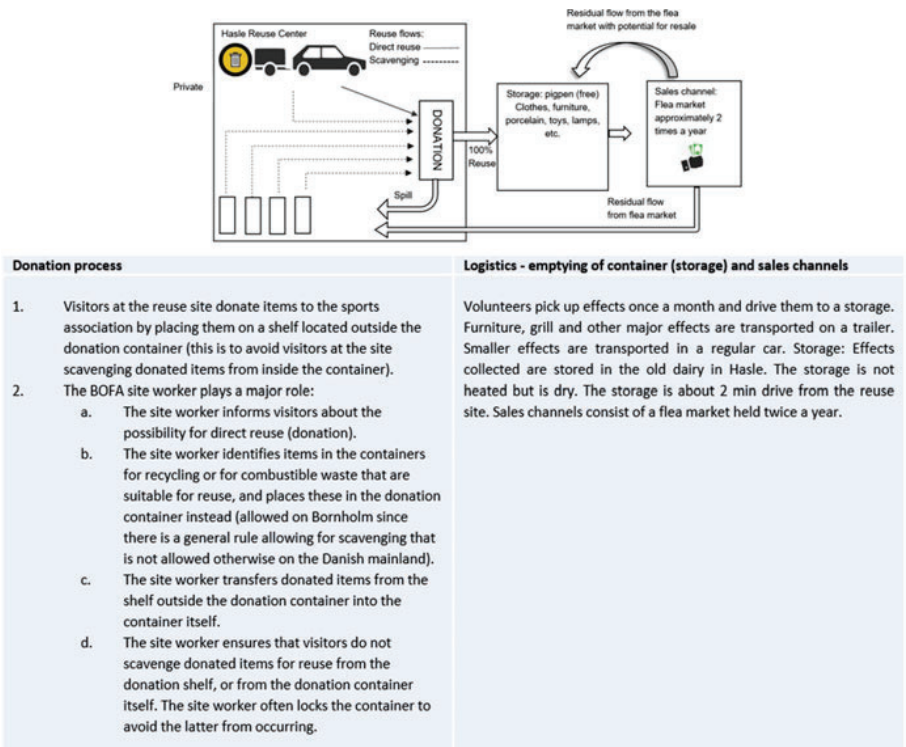 Residual flow from the flea
market with potential for resale
Hasle Reuse Center
Reuse flows:
Direct reuse
Scavenging
Private
DONATION
100%
Reuse
Storage: pigpen (free)
Clothes, furniture,
porcelain, toys, lamps,
etc.
Sales channel:
Flea market
approximately 2
times a year
Spill
Residual flow
from flea market
Donation process
1. Visitors at the reuse site donate items to the sports
association by placing them on a shelf located outside the
donation container (this is to avoid visitors at the site
scavenging donated items from inside the container).
2. The BOFA site worker plays a major role:
a. The site worker informs visitors about the
possibility for direct reuse (donation).
b. The site worker identifies items in the containers
for recycling or for combustible waste that are
suitable for reuse, and places these in the donation
container instead (allowed on Bornholm since
there is a general rule allowing for scavenging that
is not allowed otherwise on the Danish mainland).
c. The site worker transfers donated items from the
shelf outside the donation container into the
container itself.
d. The site worker ensures that visitors do not
scavenge donated items for reuse from the
donation shelf, or from the donation container
itself. The site worker often locks the container to
avoid the latter from occurring.
Logistics - emptying of container (storage) and sales channels
Volunteers pick up effects once a month and drive them to a storage.
Furniture, grill and other major effects are transported on a trailer.
Smaller effects are transported in a regular car. Storage: Effects
collected are stored in the old dairy in Hasle. The storage is not
heated but is dry. The storage is about 2 min drive from the reuse
site. Sales channels consist of a flea market held twice a year.